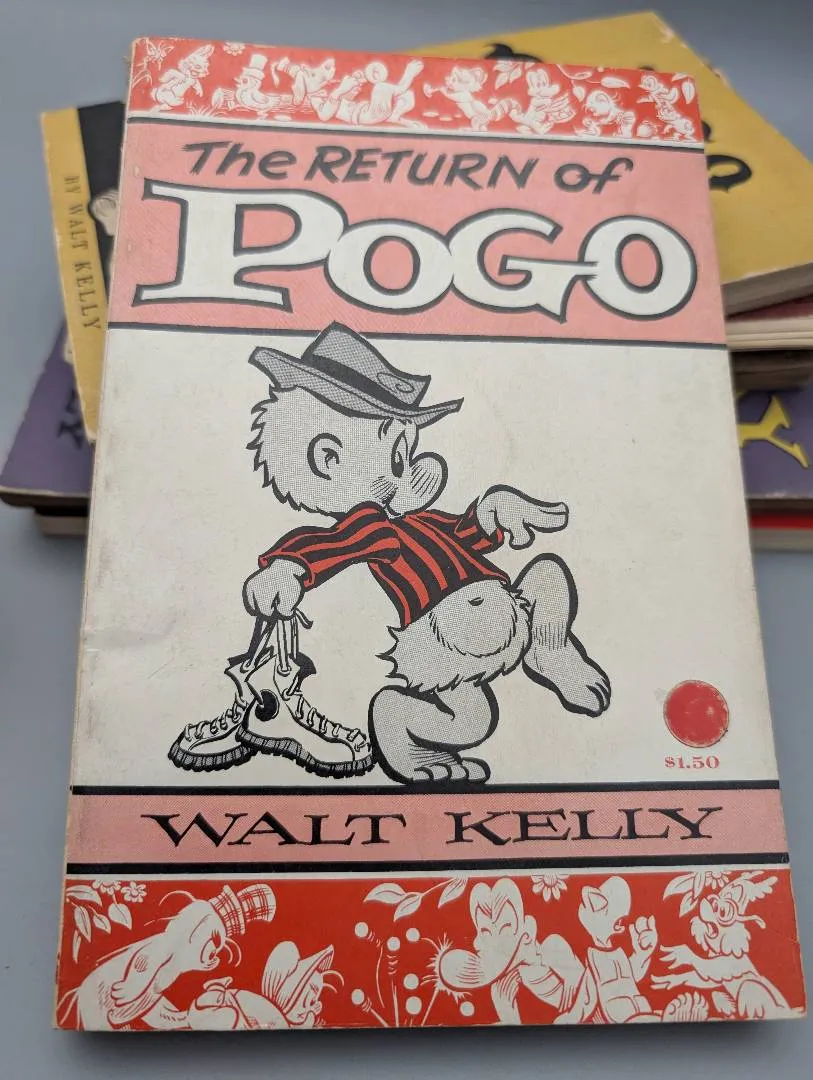 The RETURN of
POGO
BY WALT KELLY
$1.50
WALT KELLY